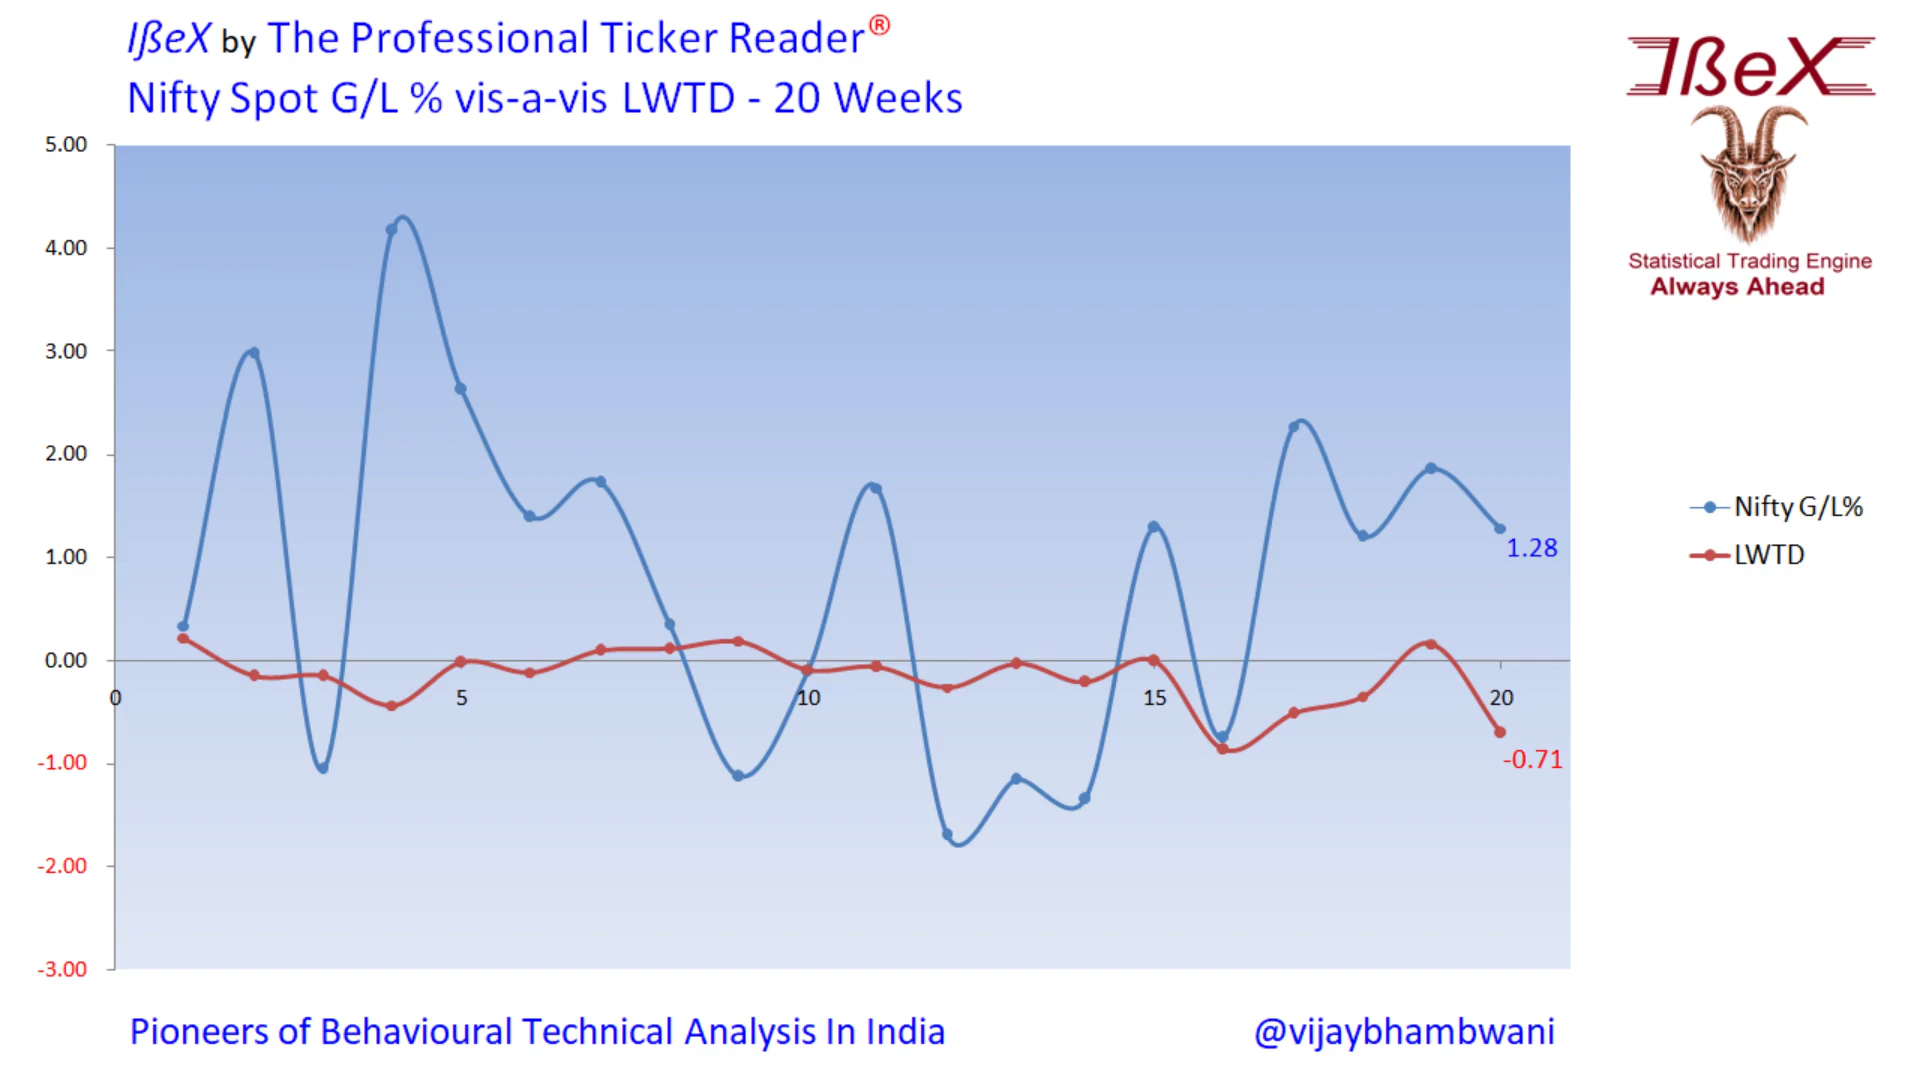 IßeX by The Professional Ticker Reader®
Nifty Spot G/L % vis-a-vis LWTD - 20 Weeks
IßeX
Statistical Trading Engine
Always Ahead
5.00
4.00
3.00
2.00
1.00
0.00
-1.00
-2.00
-3.00
0 5 10 15 20
1.28
-0.71
Nifty G/L%
LWTD
Pioneers of Behavioural Technical Analysis In India
@vijaybhambwani